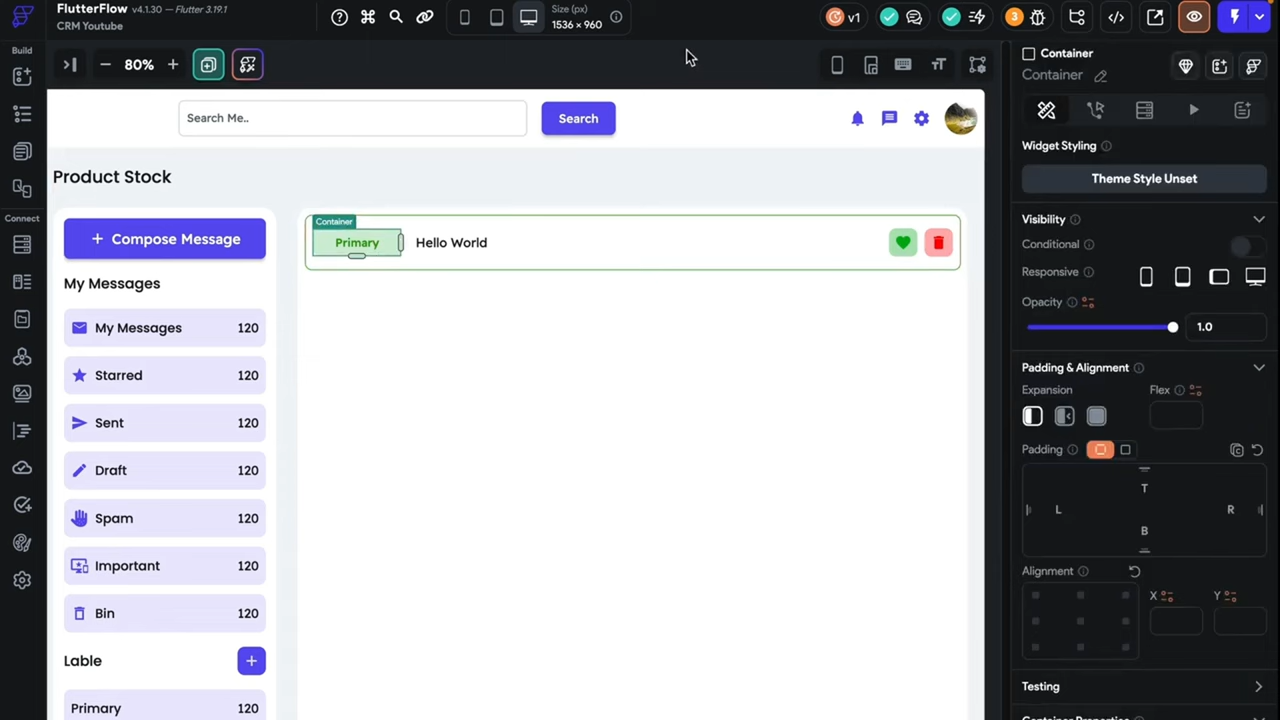 FlutterFlow v4.1.30 - Flutter 3.19.1
CRM Youtube
Size (px)
1536 × 960
v1
3
Build
Connect
80%
Search Me..
Search
Product Stock
Compose Message
My Messages
My Messages 120
Starred 120
Sent 120
Draft 120
Spam 120
Important 120
Bin 120
Lable
Primary 120
Container
Primary
Hello World
Container
Container
Widget Styling
Theme Style Unset
Visibility
Conditional
Responsive
Opacity
1.0
Padding & Alignment
Expansion
Flex
Padding
T
L
R
B
Alignment
X
Y
Testing
Container Properties